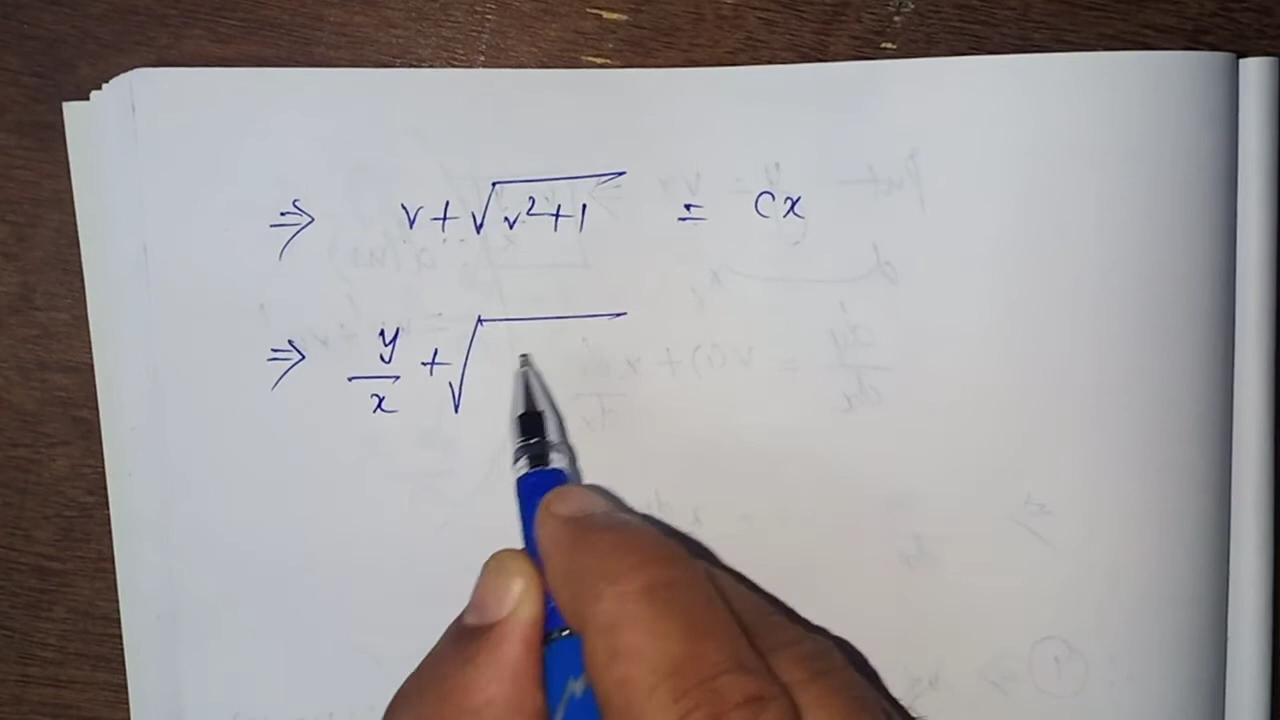 ⇒ v + √(v² + 1) = cx
⇒ y/x + √